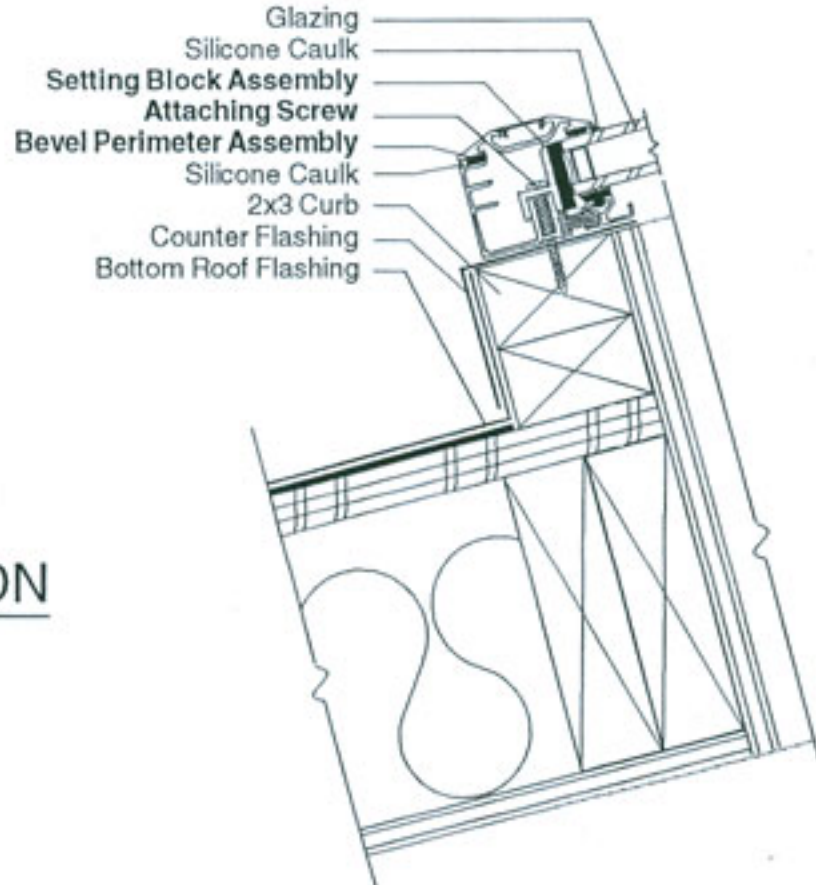 Glazing
Silicone Caulk
Setting Block Assembly
Attaching Screw
Bevel Perimeter Assembly
Silicone Caulk
2x3 Curb
Counter Flashing
Bottom Roof Flashing
ON